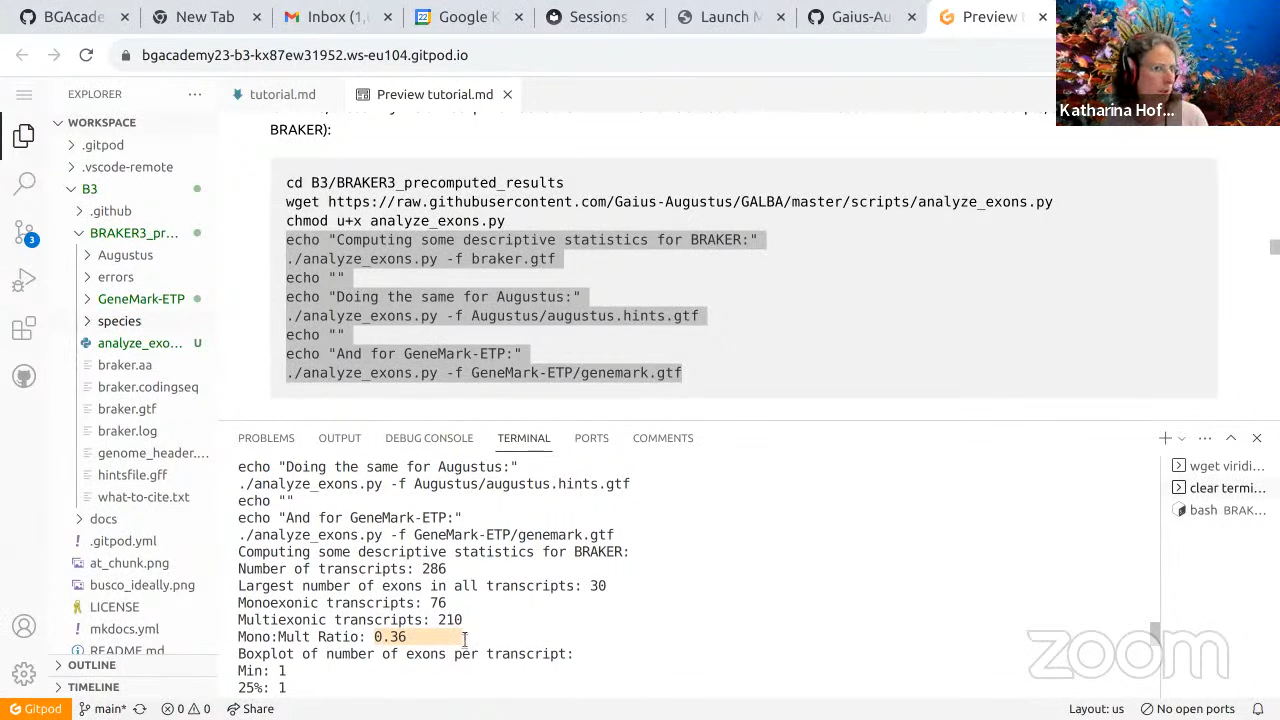 BGAcade
New Tab
Inbox (1,
Google K
Sessions
Launch M
Gaius-Au
Preview t
bgacademy23-b3-kx87ew31952.ws-eu104.gitpod.io
Katharina Hof...
EXPLORER
tutorial.md
Preview tutorial.md
WORKSPACE
.gitpod
.vscode-remote
B3
.github
BRAKER3_pr...
Augustus
errors
GeneMark-ETP
species
analyze_exo... U
braker.aa
braker.codingseq
braker.gtf
braker.log
genome_header....
hintsfile.gff
what-to-cite.txt
docs
.gitpod.yml
at_chunk.png
busco_ideally.png
LICENSE
mkdocs.yml
README.md
OUTLINE
TIMELINE
3
BRAKER):
cd B3/BRAKER3_precomputed_results
wget https://raw.githubusercontent.com/Gaius-Augustus/GALBA/master/scripts/analyze_exons.py
chmod u+x analyze_exons.py
echo "Computing some descriptive statistics for BRAKER:"
./analyze_exons.py -f braker.gtf
echo ""
echo "Doing the same for Augustus:"
./analyze_exons.py -f Augustus/augustus.hints.gtf
echo ""
echo "And for GeneMark-ETP:"
./analyze_exons.py -f GeneMark-ETP/genemark.gtf
PROBLEMS
OUTPUT
DEBUG CONSOLE
TERMINAL
PORTS
COMMENTS
echo "Doing the same for Augustus:"
./analyze_exons.py -f Augustus/augustus.hints.gtf
echo ""
echo "And for GeneMark-ETP:"
./analyze_exons.py -f GeneMark-ETP/genemark.gtf
Computing some descriptive statistics for BRAKER:
Number of transcripts: 286
Largest number of exons in all transcripts: 30
Monoexonic transcripts: 76
Multiexonic transcripts: 210
Mono:Mult Ratio: 0.36
Boxplot of number of exons per transcript:
Min: 1
25%: 1
wget viridi...
clear termi...
bash BRAK...
zoom
Gitpod
main*
0 0
Share
Layout: us
No open ports